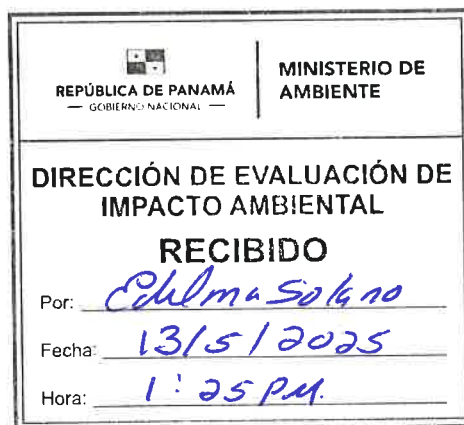 REPÚBLICA DE PANAMÁ
— GOBIERNO NACIONAL —
MINISTERIO DE
AMBIENTE
DIRECCIÓN DE EVALUACIÓN DE
IMPACTO AMBIENTAL
RECIBIDO
Por: Edelma Solano
Fecha: 13/5/2025
Hora: 1:25 P.M.